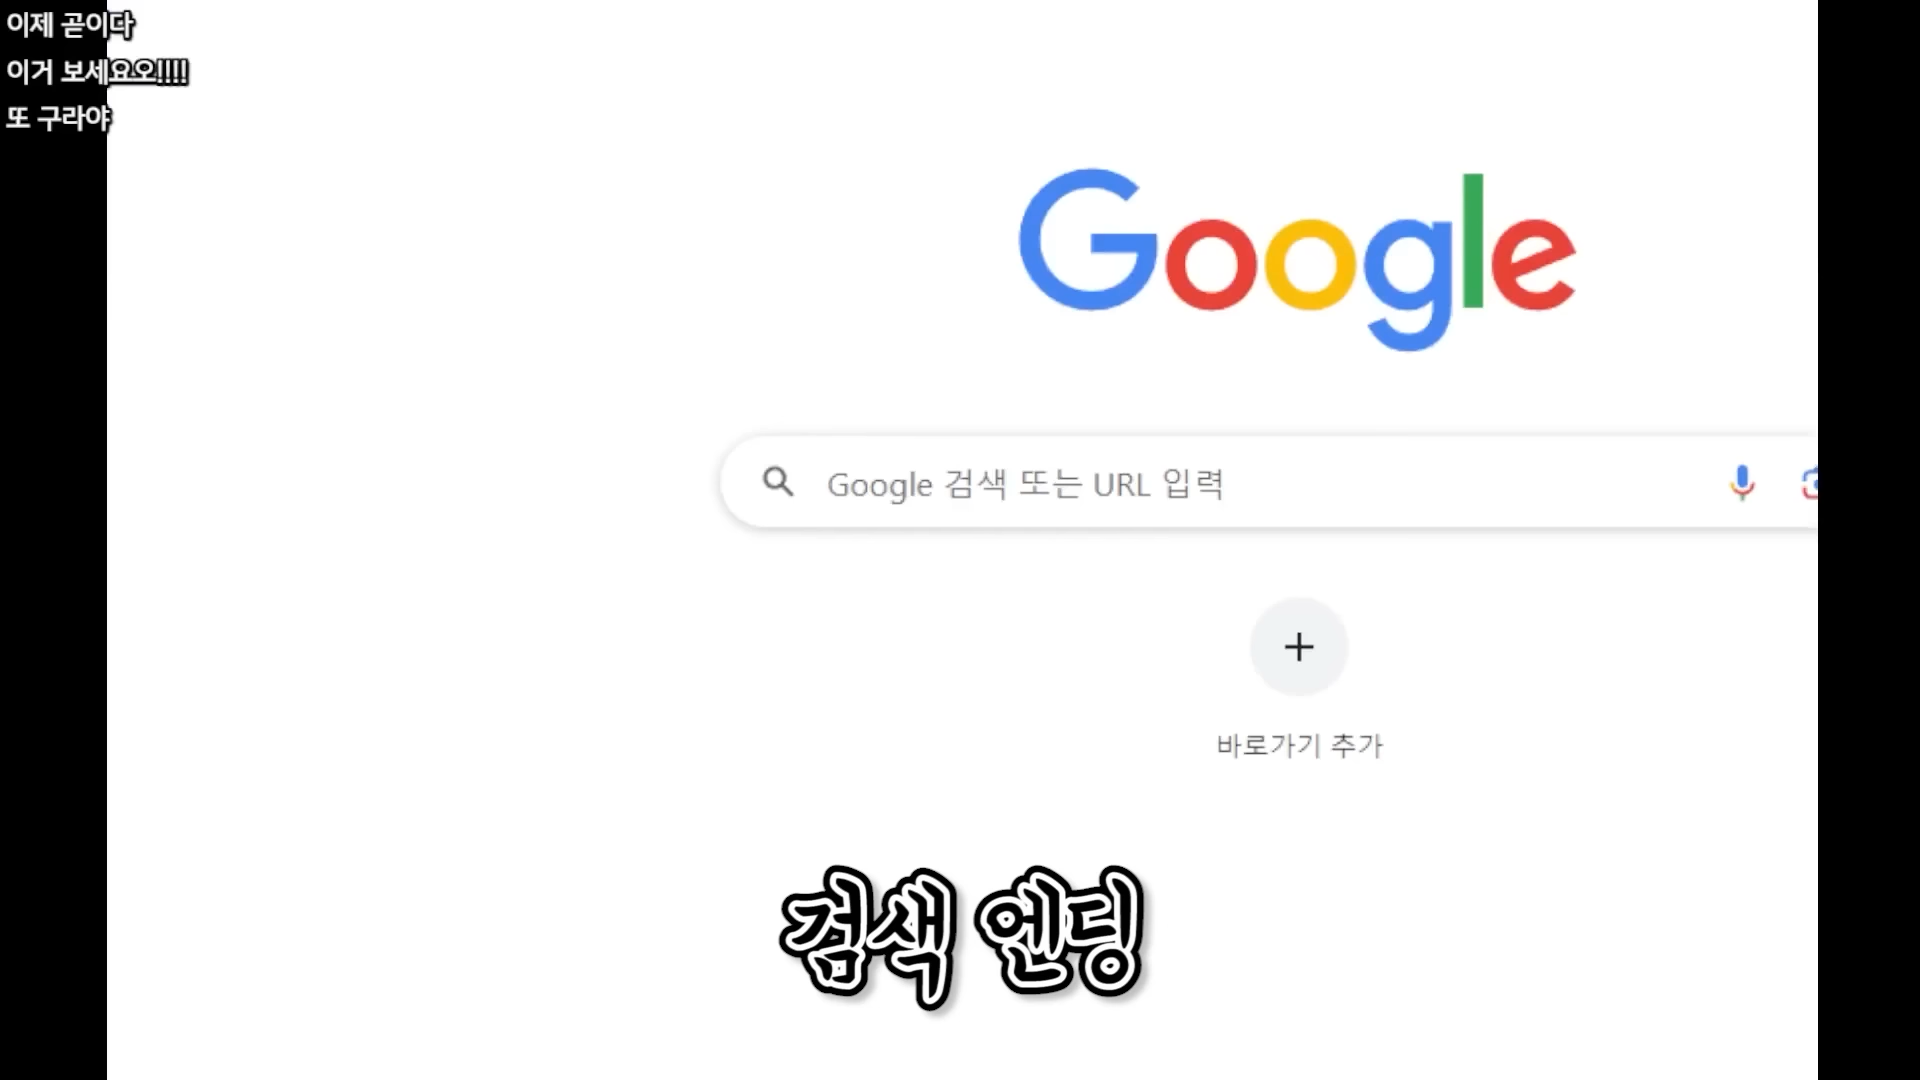 이제 곧이다
이거 보세요오!!!!
또 구라야
Google
Google 검색 또는 URL 입력
바로가기 추가
검색 엔딩